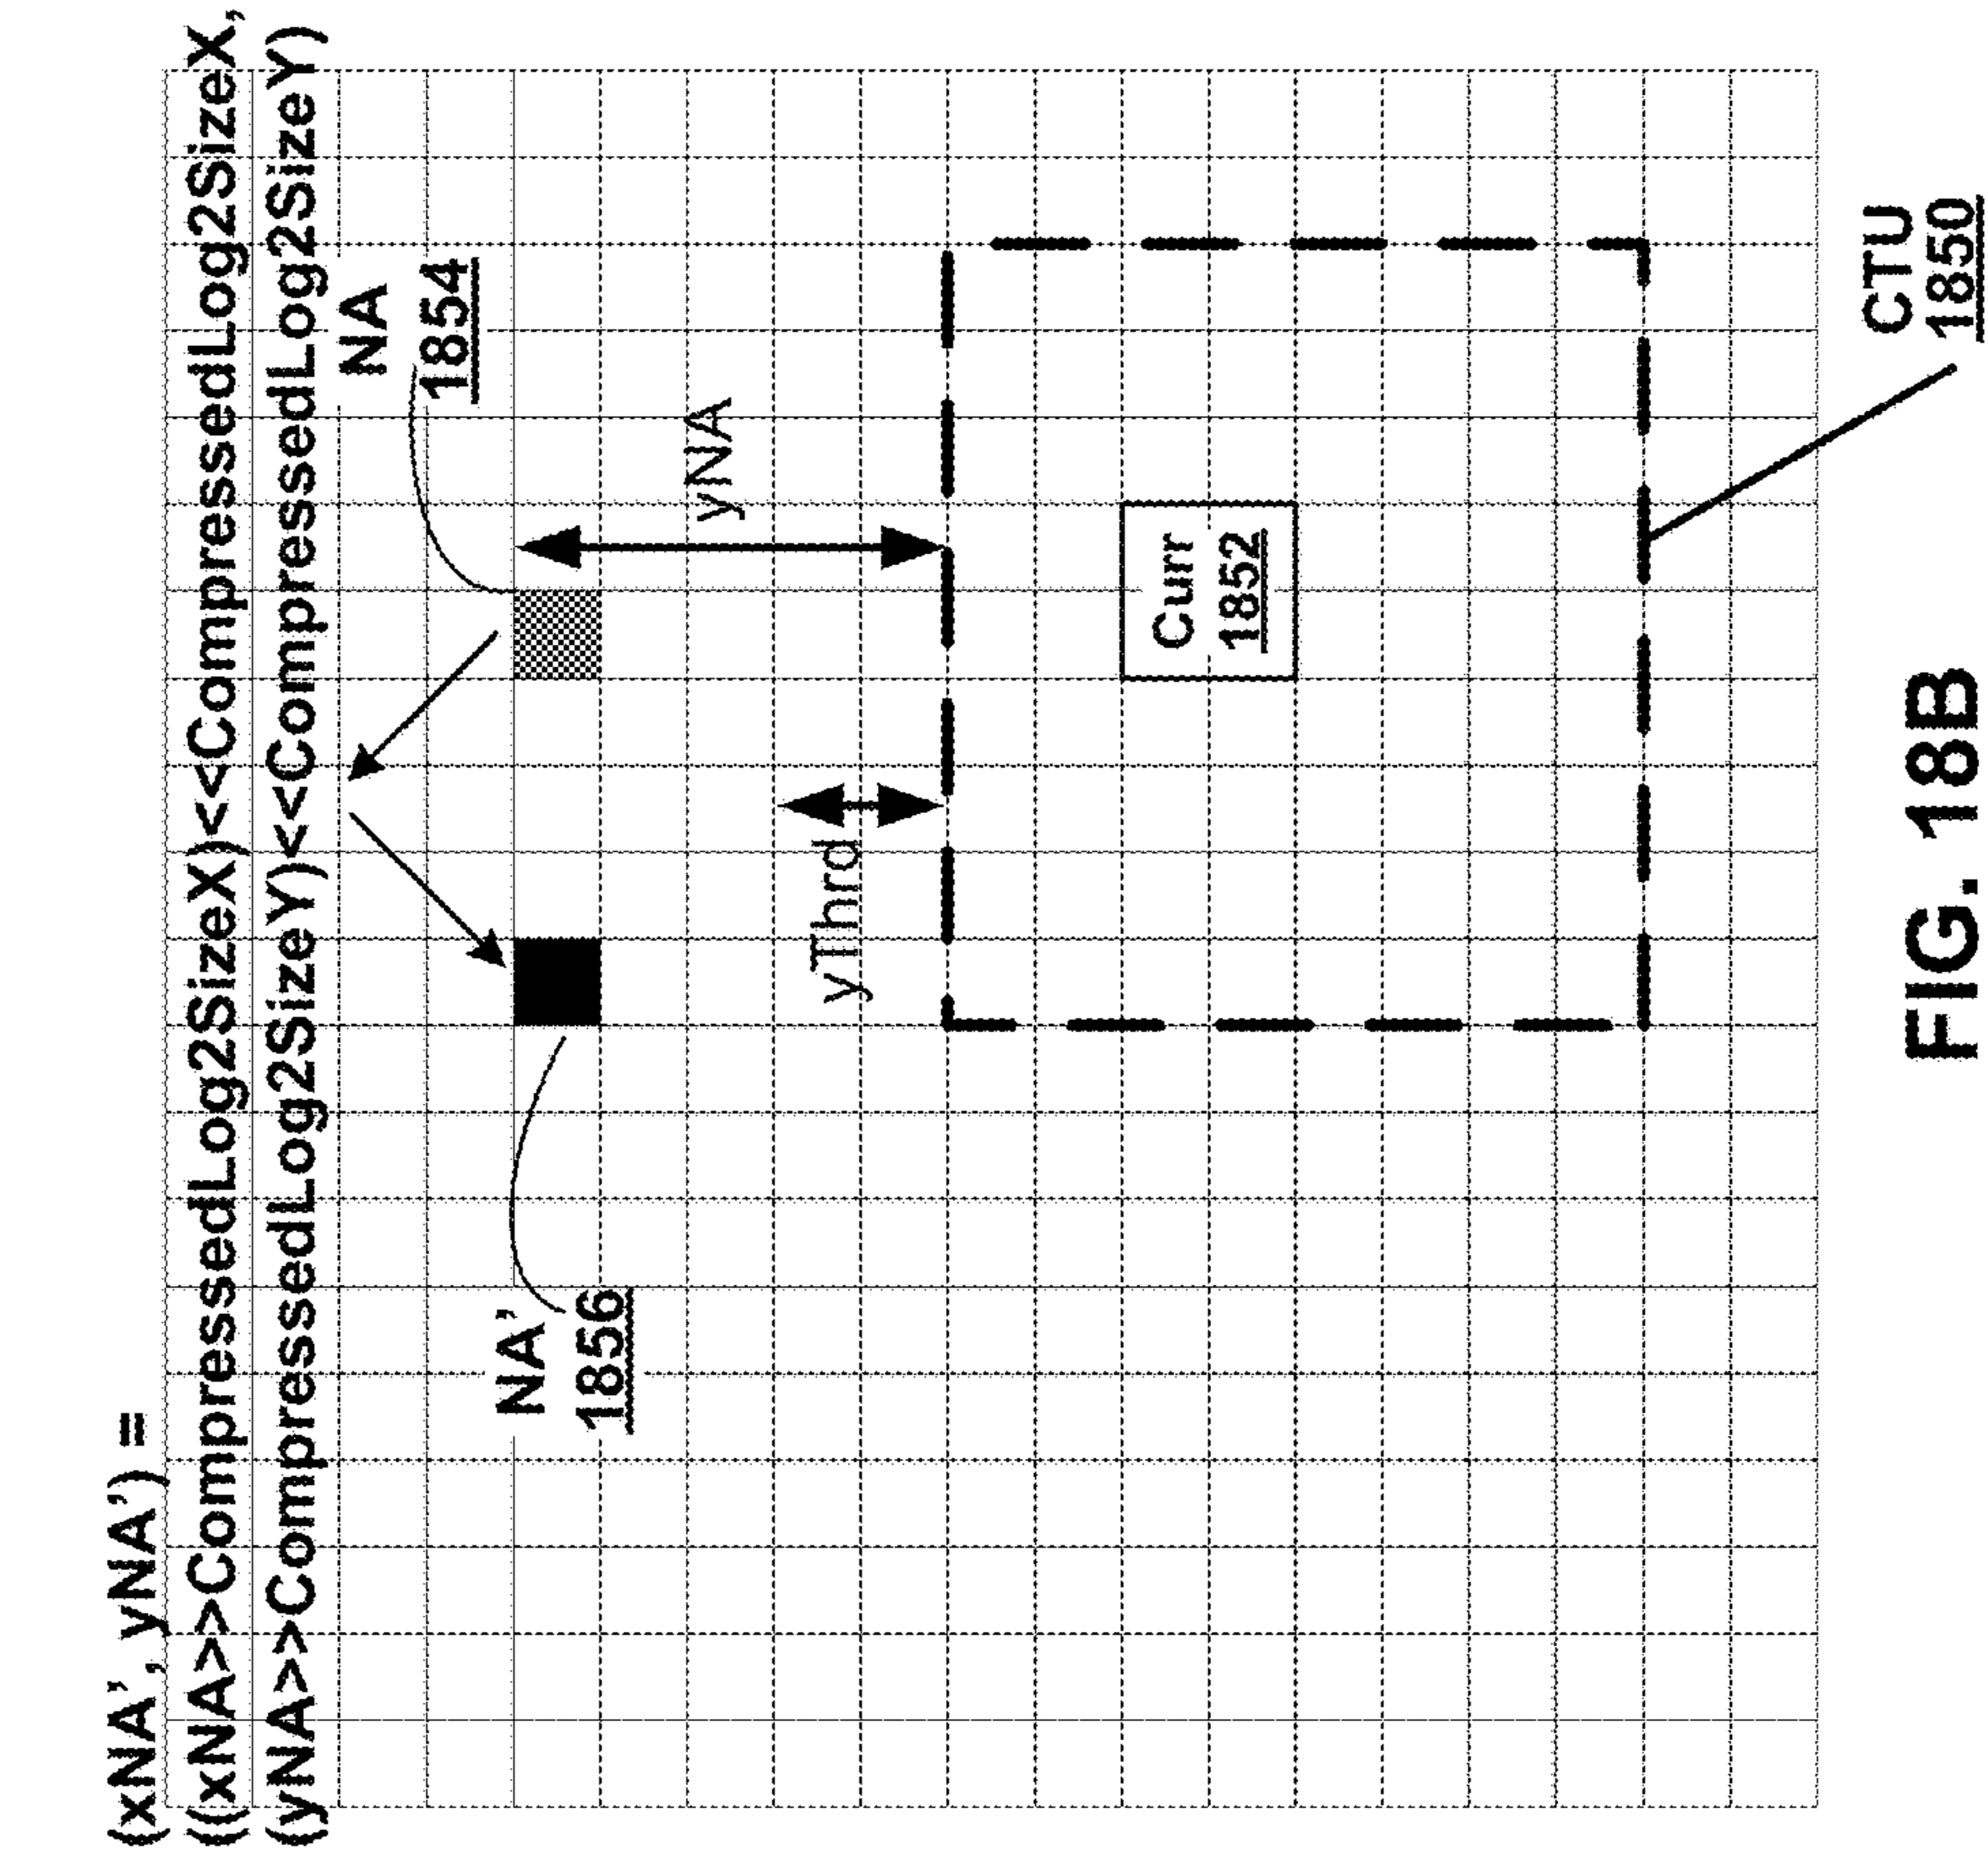 (xNA’, yNA’) =
((xNA>>CompressedLog2SizeX)<<CompressedLog2SizeX,
(yNA>>CompressedLog2SizeY)<<CompressedLog2SizeY)
NA
1854
NA’
1856
yNA
yThrd
Curr
1852
CTU
1850
FIG. 18B